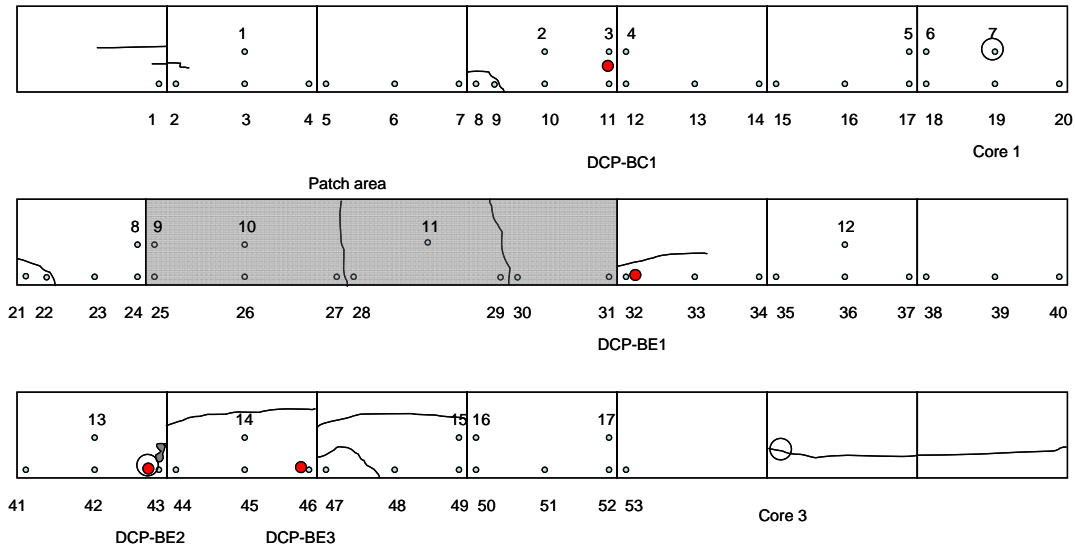 1 2 3 4 5 6 7
1 2 3 4 5 6 7 8 9 10 11 12 13 14 15 16 17 18 19 20
Core 1
DCP-BC1
Patch area
8 9 10 11 12
21 22 23 24 25 26 27 28 29 30 31 32 33 34 35 36 37 38 39 40
DCP-BE1
13 14 15 16 17
41 42 43 44 45 46 47 48 49 50 51 52 53
Core 3
DCP-BE2 DCP-BE3